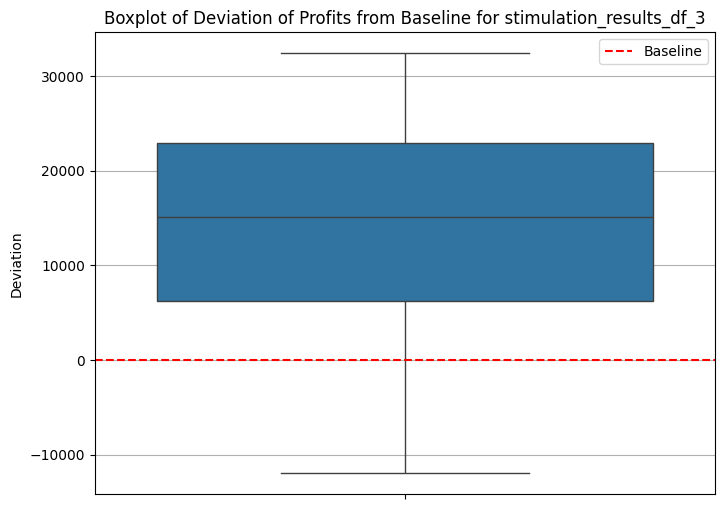 Boxplot of Deviation of Profits from Baseline for stimulation_results_df_3
Baseline
30000
20000
10000
0
−10000
Deviation